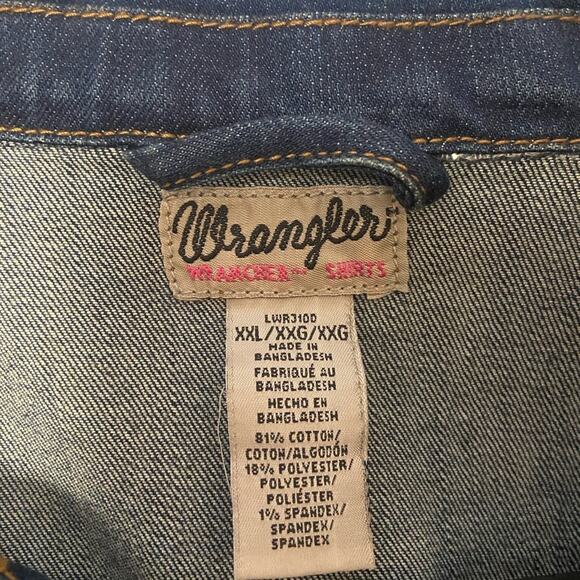 Wrangler
WRANCHER™ SHIRTS
LWR310D
XXL/XXG/XXG
MADE IN
BANGLADESH
FABRIQUÉ AU
BANGLADESH
HECHO EN
BANGLADESH
81% COTTON/
COTON/ALGODÓN
18% POLYESTER/
POLYESTER/
POLIÉSTER
1% SPANDEX/
SPANDEX/
SPANDEX